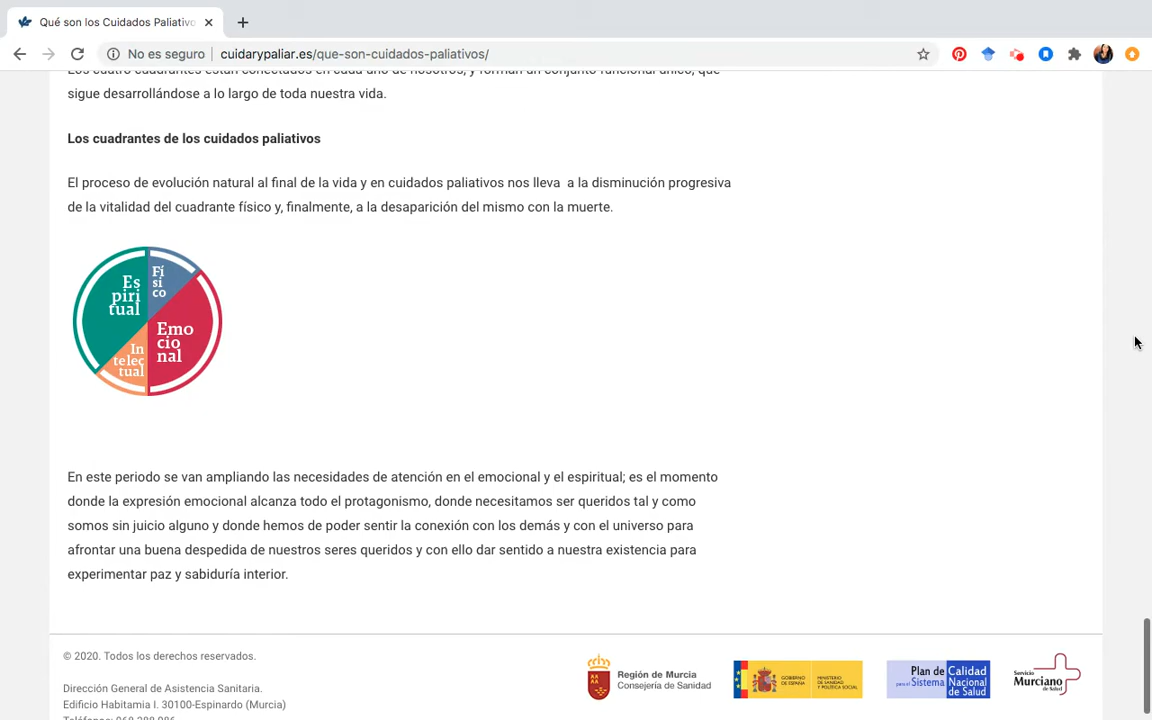 Qué son los Cuidados Paliativo
No es seguro
cuidarypaliar.es/que-son-cuidados-paliativos/
Los cuatro cuadrantes están conectados en cada uno de nosotros, y forman un conjunto funcional único, que
sigue desarrollándose a lo largo de toda nuestra vida.
Los cuadrantes de los cuidados paliativos
El proceso de evolución natural al final de la vida y en cuidados paliativos nos lleva a la disminución progresiva
de la vitalidad del cuadrante físico y, finalmente, a la desaparición del mismo con la muerte.
Es
piri
tual
Fí
si
co
Emo
cio
nal
In
telec
tual
En este periodo se van ampliando las necesidades de atención en el emocional y el espiritual; es el momento
donde la expresión emocional alcanza todo el protagonismo, donde necesitamos ser queridos tal y como
somos sin juicio alguno y donde hemos de poder sentir la conexión con los demás y con el universo para
afrontar una buena despedida de nuestros seres queridos y con ello dar sentido a nuestra existencia para
experimentar paz y sabiduría interior.
© 2020. Todos los derechos reservados.
Dirección General de Asistencia Sanitaria.
Edificio Habitamia I. 30100-Espinardo (Murcia)
Región de Murcia
Consejería de Sanidad
GOBIERNO
DE ESPAÑA
MINISTERIO
DE SANIDAD
Y POLÍTICA SOCIAL
Plan de Calidad
para el Sistema Nacional
de Salud
Servicio
Murciano
de Salud